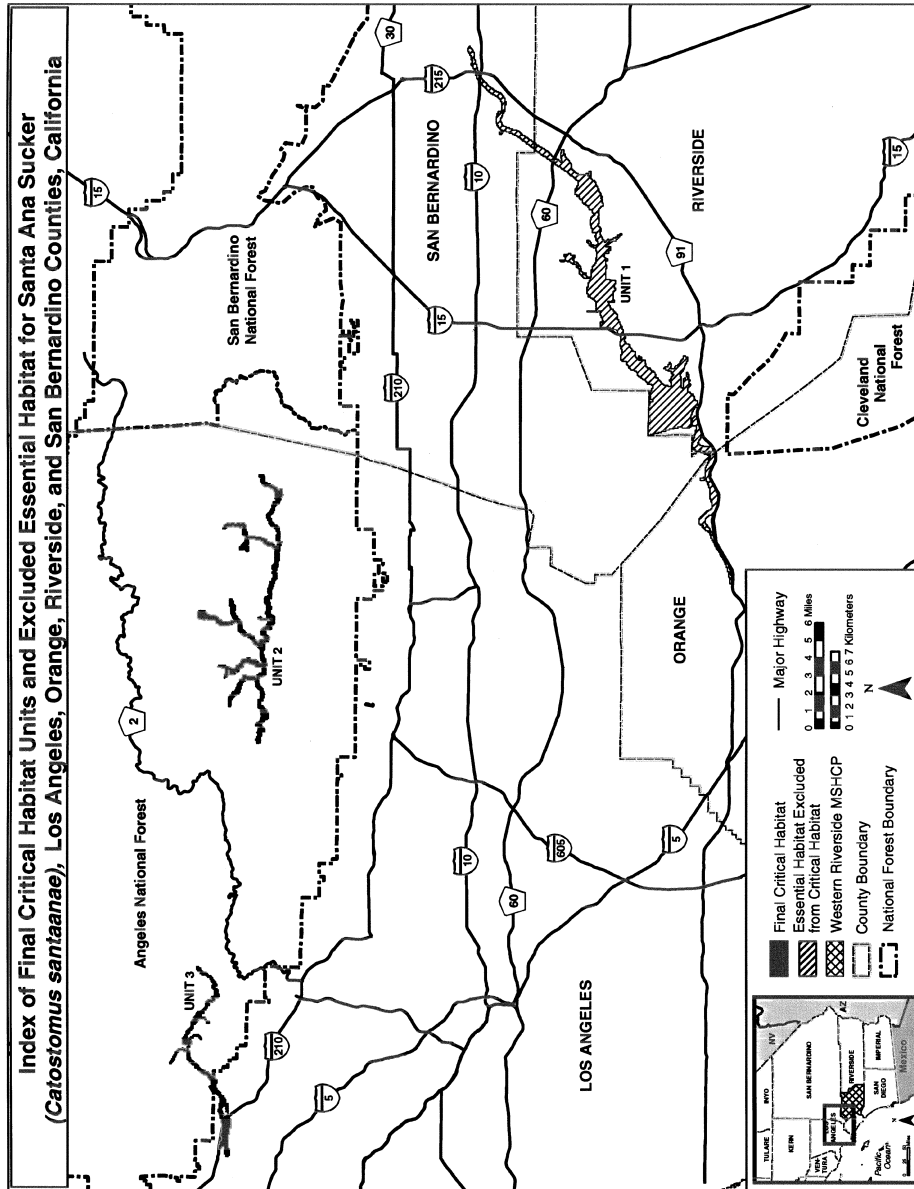 Index of Final Critical Habitat Units and Excluded Essential Habitat for Santa Ana Sucker
(Catostomus santaanae), Los Angeles, Orange, Riverside, and San Bernardino Counties, California
Angeles National Forest
San Bernardino
National Forest
2
15
UNIT 3
UNIT 2
210
210
30
215
5
15
SAN BERNARDINO
10
10
60
60
605
LOS ANGELES
5
ORANGE
UNIT 1
91
RIVERSIDE
15
Cleveland
National
Forest
TULARE
INYO
NV
KERN
SAN BERNARDINO
VEN-
TURA
ANGELES
AZ
RIVERSIDE
SAN
DIEGO
IMPERIAL
Pacific
Ocean
Mexico
N
Final Critical Habitat
Essential Habitat Excluded
from Critical Habitat
Western Riverside MSHCP
County Boundary
National Forest Boundary
Major Highway
0 1 2 3 4 5 6 Miles
0 1 2 3 4 5 6 7 Kilometers
N